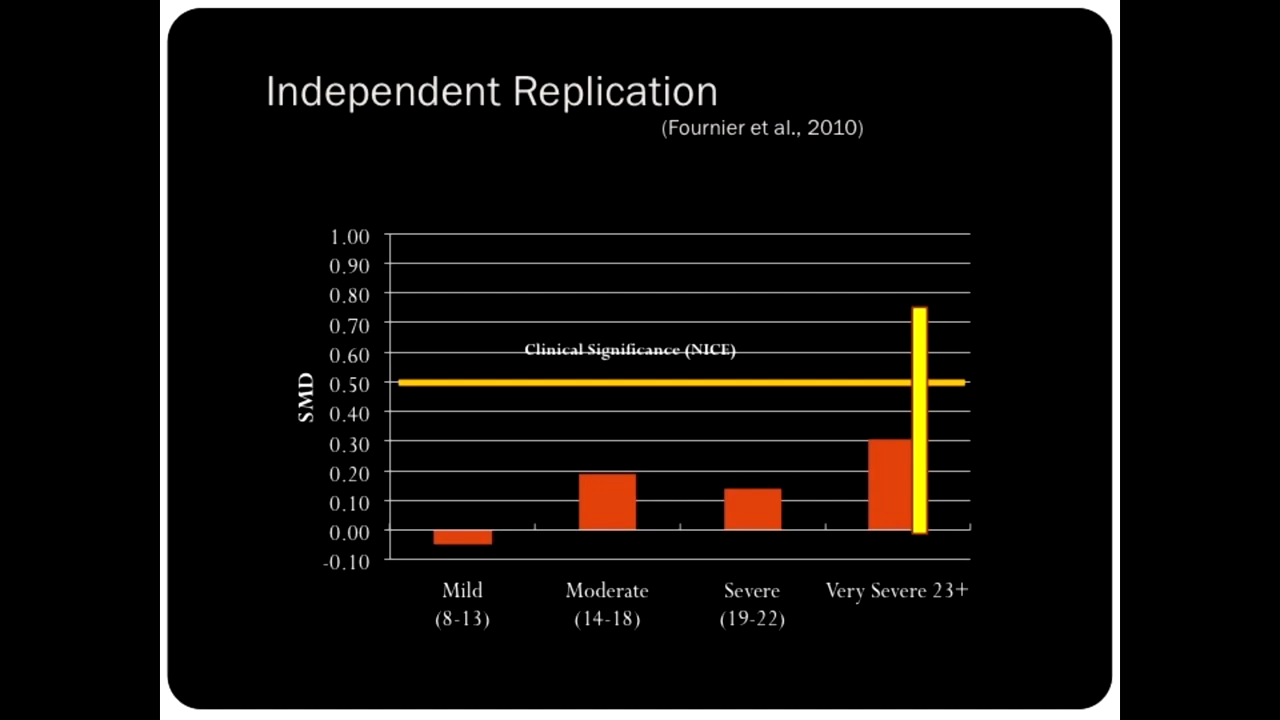 Independent Replication
(Fournier et al., 2010)
1.00
0.90
0.80
0.70
0.60
0.50
0.40
0.30
0.20
0.10
0.00
-0.10
SMD
Clinical Significance (NICE)
Mild
(8-13)
Moderate
(14-18)
Severe
(19-22)
Very Severe 23+